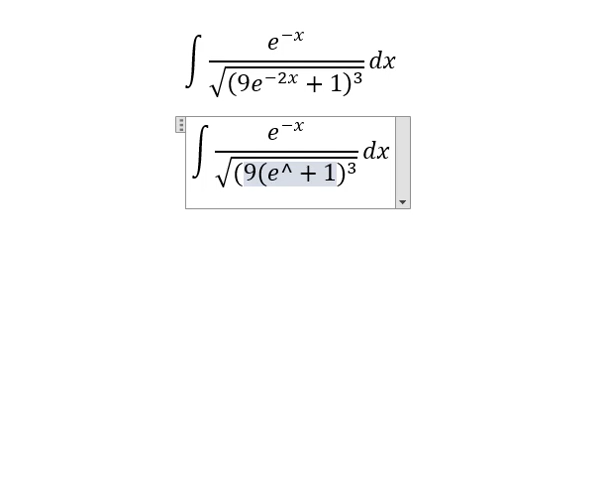 ∫ e^{-x} / √((9e^{-2x} + 1)^3) dx
∫ e^{-x} / √((9(e^ + 1)^3) dx